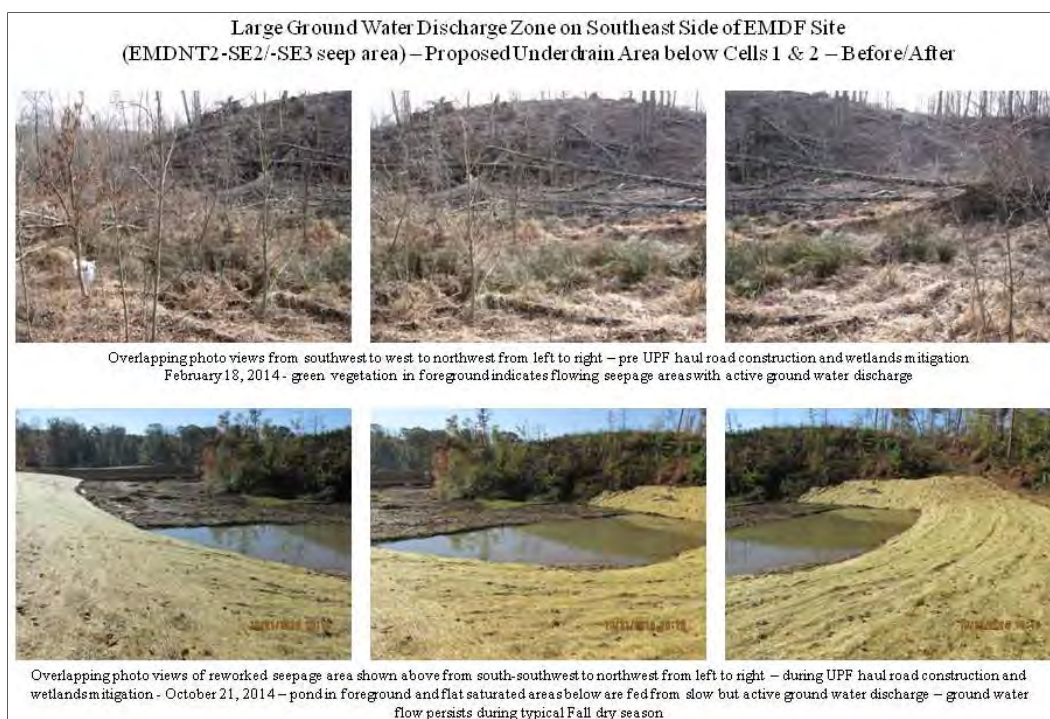 Large Ground Water Discharge Zone on Southeast Side of EMDF Site
(EMDNT2-SE2/-SE3 seep area) – Proposed Underdrain Area below Cells 1 & 2 – Before/After
Overlapping photo views from southwest to west to northwest from left to right – pre UPF haul road construction and wetlands mitigation
February 18, 2014 - green vegetation in foreground indicates flowing seepage areas with active ground water discharge
Overlapping photo views of reworked seepage area shown above from south-southwest to northwest from left to right – during UPF haul road construction and
wetlands mitigation - October 21, 2014 – pond in foreground and flat saturated areas below are fed from slow but active ground water discharge – ground water
flow persists during typical Fall dry season